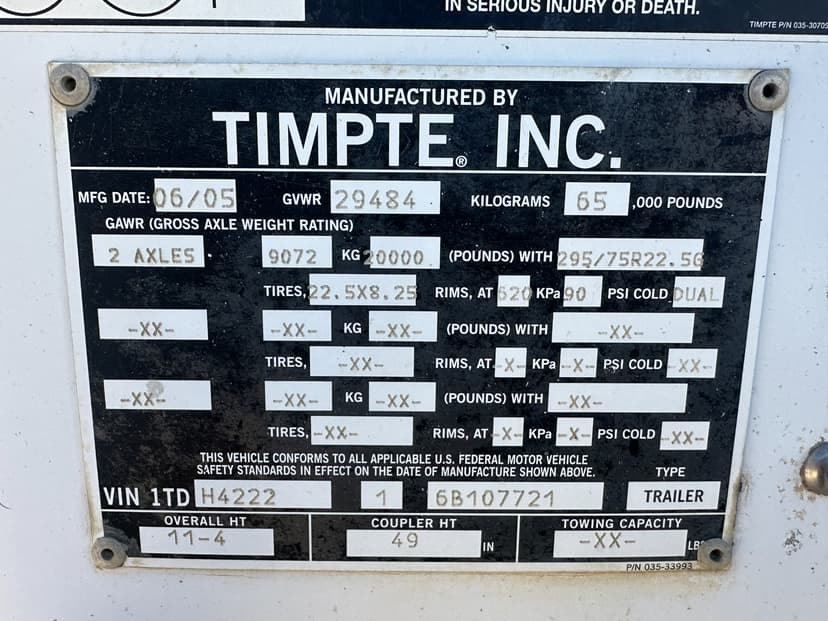 IN SERIOUS INJURY OR DEATH.
TIMPTE P/N 035-30709
MANUFACTURED BY
TIMPTE® INC.
MFG DATE: 06/05 GVWR 29484 KILOGRAMS 65 ,000 POUNDS
GAWR (GROSS AXLE WEIGHT RATING)
2 AXLES 9072 KG 20000 (POUNDS) WITH 295/75R22.5G
TIRES, 22.5X8.25 RIMS, AT 620 KPa 90 PSI COLD DUAL
-XX- -XX- KG -XX- (POUNDS) WITH -XX-
TIRES, -XX- RIMS, AT -X- KPa -X- PSI COLD -XX-
-XX- -XX- KG -XX- (POUNDS) WITH -XX-
TIRES, -XX- RIMS, AT -X- KPa -X- PSI COLD -XX-
THIS VEHICLE CONFORMS TO ALL APPLICABLE U.S. FEDERAL MOTOR VEHICLE
SAFETY STANDARDS IN EFFECT ON THE DATE OF MANUFACTURE SHOWN ABOVE.
TYPE
VIN 1TD H4222 1 6B107721 TRAILER
OVERALL HT COUPLER HT TOWING CAPACITY
11-4 49 IN -XX- LBS
P/N 035-33993